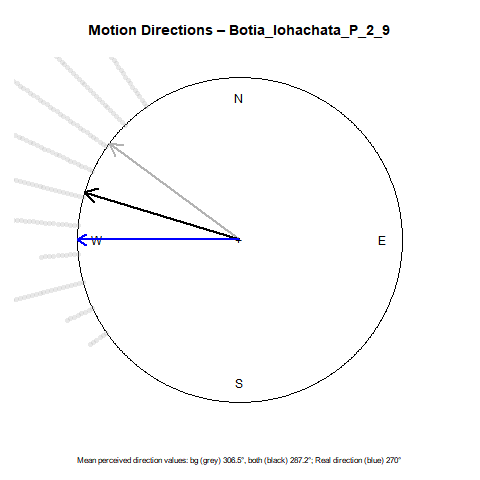 Motion Directions – Botia_lohachata_P_2_9
N
W
E
S
Mean perceived direction values: bg (grey) 306.5°, both (black) 287.2°; Real direction (blue) 270°